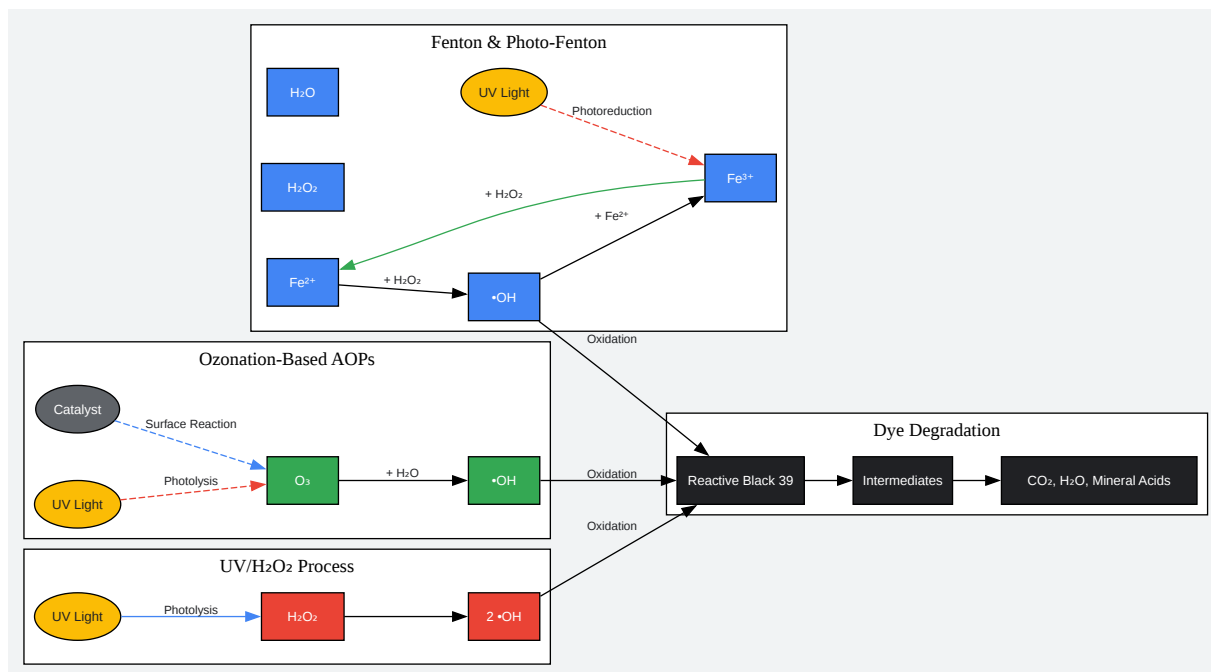 Fenton & Photo-Fenton
H₂O
UV Light
Photoreduction
Fe³⁺
H₂O₂
+ H₂O₂
+ Fe²⁺
Fe²⁺
+ H₂O₂
•OH
Oxidation
Ozonation-Based AOPs
Catalyst
Surface Reaction
Photolysis
O₃
+ H₂O
•OH
Oxidation
UV Light
Dye Degradation
Reactive Black 39
Intermediates
CO₂, H₂O, Mineral Acids
Oxidation
UV/H₂O₂ Process
UV Light
Photolysis
H₂O₂
2 •OH